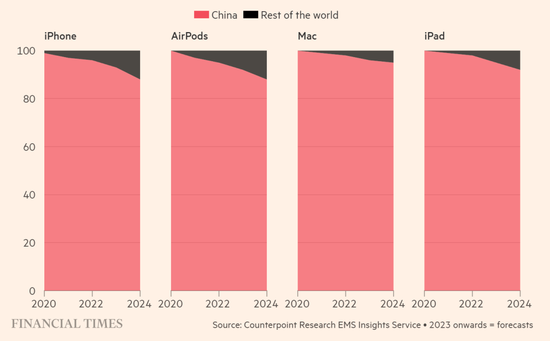 China Rest of the world
iPhone AirPods Mac iPad
100
80
60
40
20
0
2020 2022 2024 2020 2022 2024 2020 2022 2024 2020 2022 2024
FINANCIAL TIMES Source: Counterpoint Research EMS Insights Service • 2023 onwards = forecasts